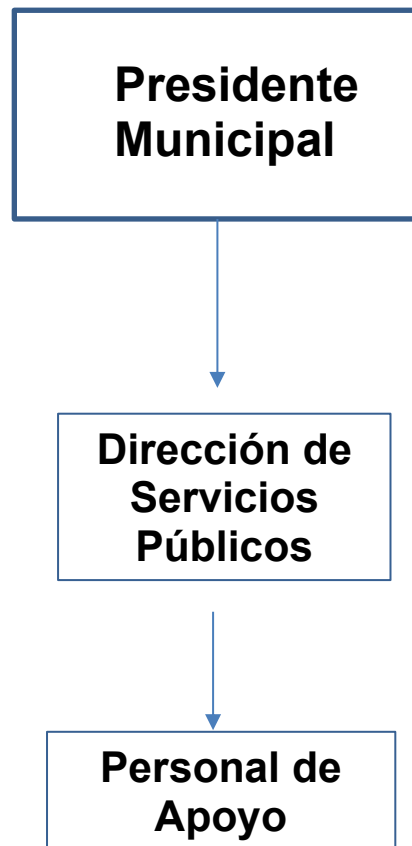 Presidente
Municipal
Dirección de
Servicios
Públicos
Personal de
Apoyo